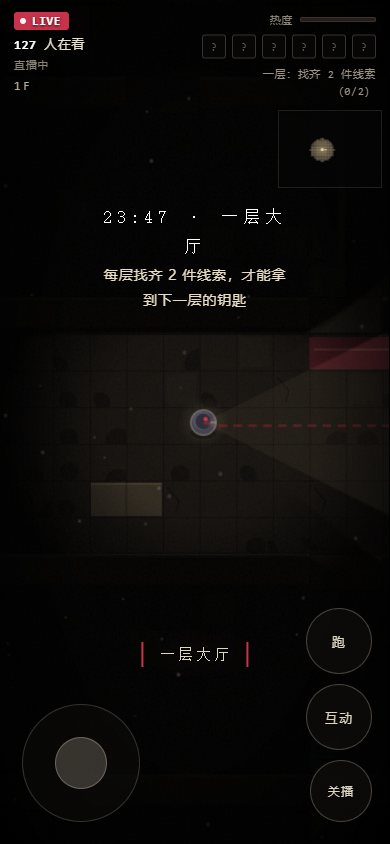 LIVE
热度
127 人在看
? ? ? ? ? ?
直播中
一层: 找齐 2 件线索
1F
(0/2)
23:47 · 一层大
厅
每层找齐 2 件线索，才能拿
到下一层的钥匙
跑
一层大厅
互动
关播